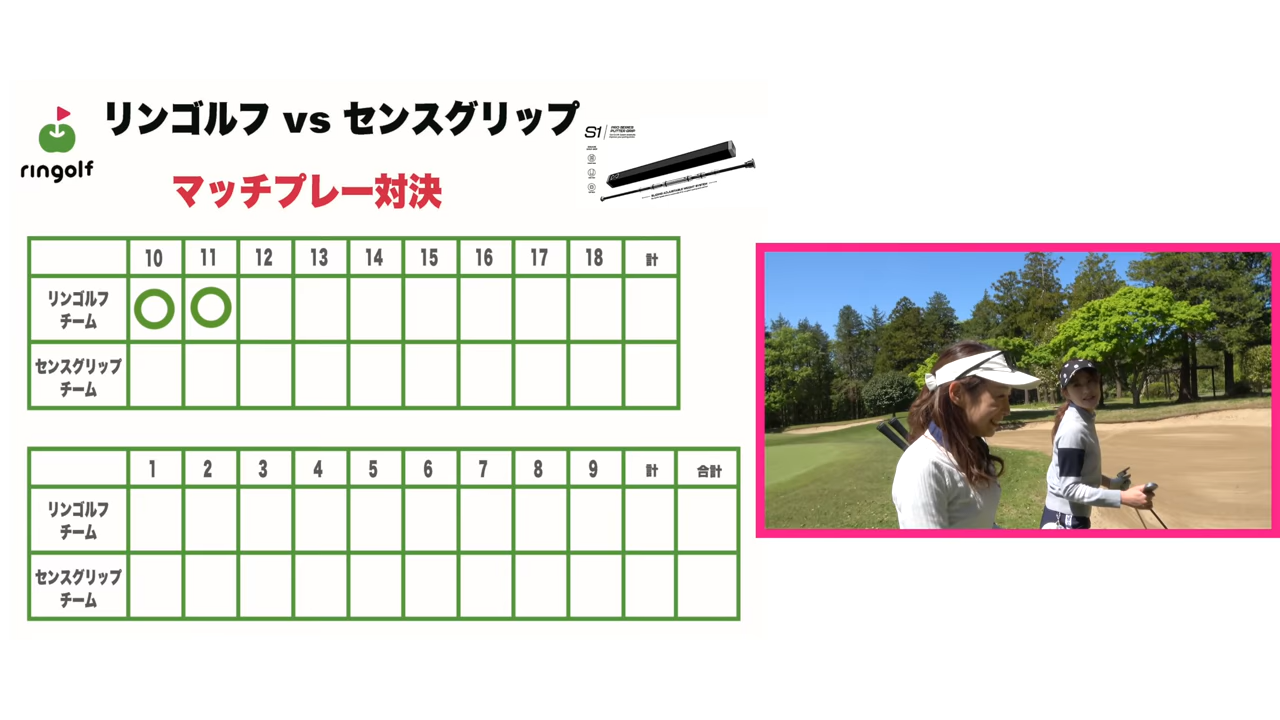 リンゴルフ vs センスグリップ
ringolf
マッチプレー対決
S1 PRO SERIES
PUTTER GRIP
10 11 12 13 14 15 16 17 18 計
リンゴルフ
チーム
センスグリップ
チーム
1 2 3 4 5 6 7 8 9 計 合計
リンゴルフ
チーム
センスグリップ
チーム